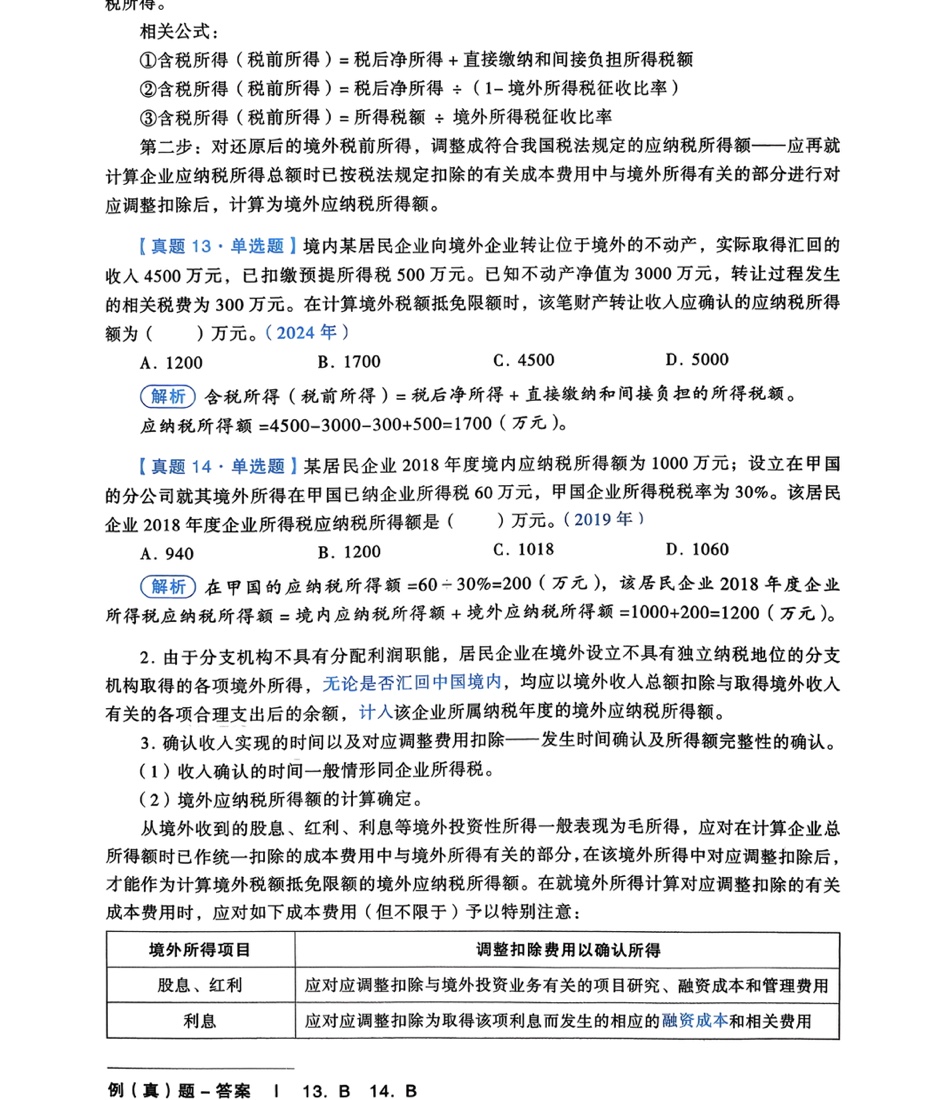 税所得。
相关公式：
①含税所得（税前所得）= 税后净所得 + 直接缴纳和间接负担所得税额
②含税所得（税前所得）= 税后净所得 ÷（1- 境外所得税征收比率）
③含税所得（税前所得）= 所得税额 ÷ 境外所得税征收比率
第二步：对还原后的境外税前所得，调整成符合我国税法规定的应纳税所得额——应再就
计算企业应纳税所得总额时已按税法规定扣除的有关成本费用中与境外所得有关的部分进行对
应调整扣除后，计算为境外应纳税所得额。
【真题 13·单选题】境内某居民企业向境外企业转让位于境外的不动产，实际取得汇回的
收入 4500 万元，已扣缴预提所得税 500 万元。已知不动产净值为 3000 万元，转让过程发生
的相关税费为 300 万元。在计算境外税额抵免限额时，该笔财产转让收入应确认的应纳税所得
额为（ ）万元。（2024 年）
A. 1200 B. 1700 C. 4500 D. 5000
解析 含税所得（税前所得）= 税后净所得 + 直接缴纳和间接负担的所得税额。
应纳税所得额 =4500-3000-300+500=1700（万元）。
【真题 14·单选题】某居民企业 2018 年度境内应纳税所得额为 1000 万元；设立在甲国
的分公司就其境外所得在甲国已纳企业所得税 60 万元，甲国企业所得税税率为 30%。该居民
企业 2018 年度企业所得税应纳税所得额是（ ）万元。（2019 年）
A. 940 B. 1200 C. 1018 D. 1060
解析 在甲国的应纳税所得额 =60÷30%=200（万元），该居民企业 2018 年度企业
所得税应纳税所得额 = 境内应纳税所得额 + 境外应纳税所得额 =1000+200=1200（万元）。
2. 由于分支机构不具有分配利润职能，居民企业在境外设立不具有独立纳税地位的分支
机构取得的各项境外所得，无论是否汇回中国境内，均应以境外收入总额扣除与取得境外收入
有关的各项合理支出后的余额，计入该企业所属纳税年度的境外应纳税所得额。
3. 确认收入实现的时间以及对应调整费用扣除——发生时间确认及所得额完整性的确认。
（1）收入确认的时间一般情形同企业所得税。
（2）境外应纳税所得额的计算确定。
从境外收到的股息、红利、利息等境外投资性所得一般表现为毛所得，应对在计算企业总
所得额时已作统一扣除的成本费用中与境外所得有关的部分，在该境外所得中对应调整扣除后，
才能作为计算境外税额抵免限额的境外应纳税所得额。在就境外所得计算对应调整扣除的有关
成本费用时，应对如下成本费用（但不限于）予以特别注意：
境外所得项目 调整扣除费用以确认所得
股息、红利 应对应调整扣除与境外投资业务有关的项目研究、融资成本和管理费用
利息 应对应调整扣除为取得该项利息而发生的相应的融资成本和相关费用
例（真）题 – 答案 | 13. B 14. B